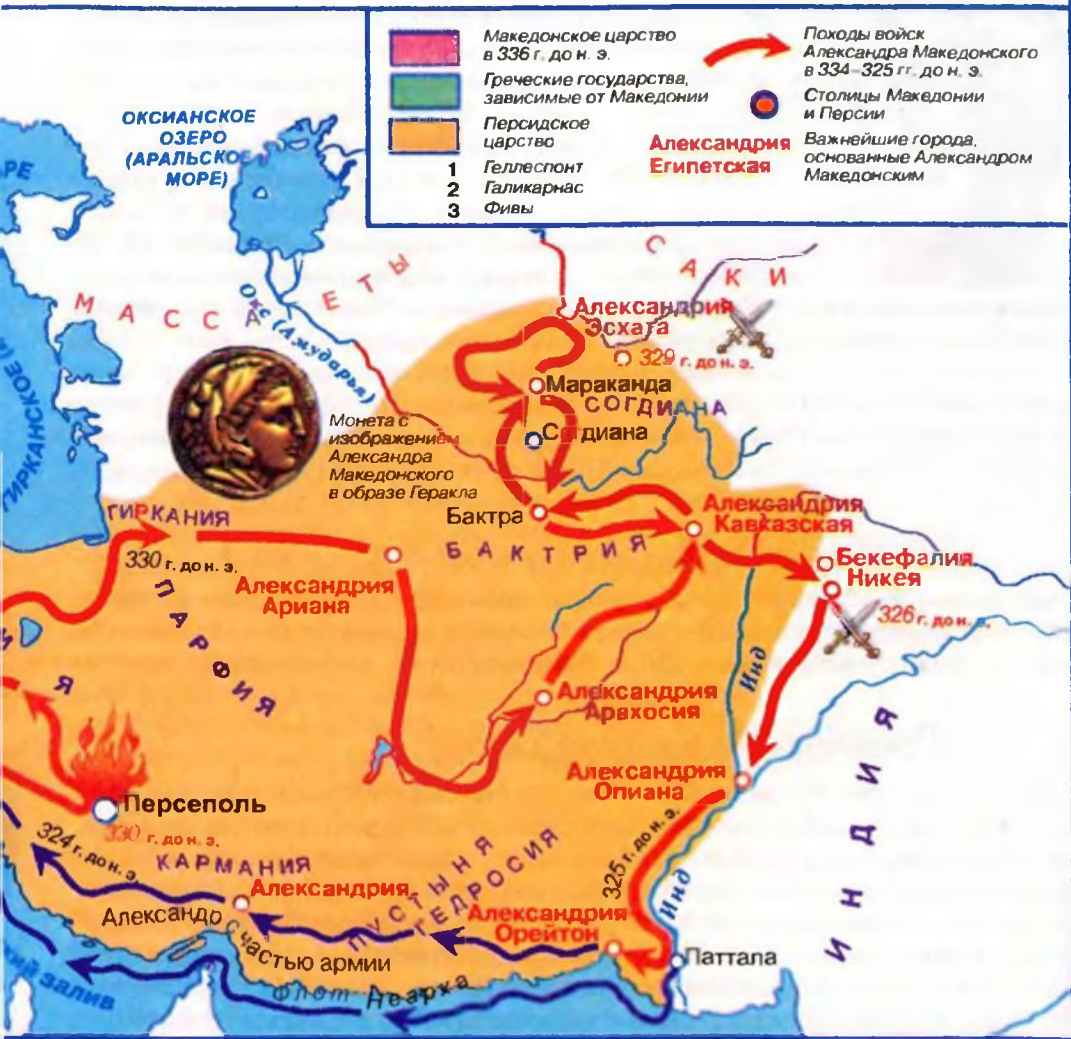 Македонское царство
в 336 г. до н. э.
Греческие государства,
зависимые от Македонии
Персидское
царство
1 Геллеспонт
2 Галикарнас
3 Фивы
Походы войск
Александра Македонского
в 334–325 гг. до н. э.
Столицы Македонии
и Персии
Александрия
Египетская
Важнейшие города,
основанные Александром
Македонским
ОКСИАНСКОЕ
ОЗЕРО
(АРАЛЬСКОЕ
МОРЕ)
РЕ
САКИ
МАССАГЕТЫ
Окс (Амударья)
ГИРКАНСКОЕ
Александрия
Эсхата
329 г. до н. э.
Мараканда
СОГДИАНА
Согдиана
Монета с
изображением
Александра
Македонского
в образе Геракла
Бактра
БАКТРИЯ
Александрия
Кавказская
ГИРКАНИЯ
330 г. до н. э.
ПАРФИЯ
Александрия
Ариана
Бекефалия
Никея
326 г. до н. э.
Инд
ИНДИЯ
Я
Александрия
Арахосия
Александрия
Опиана
Персеполь
330 г. до н. э.
324 г. до н. э.
КАРМАНИЯ
Александрия
ПУСТЫНЯ
ГЕДРОСИЯ
325 г. до н. э.
Инд
Александрия
Орейтон
Александр
с частью армии
Паттала
флот Неарха
ский залив